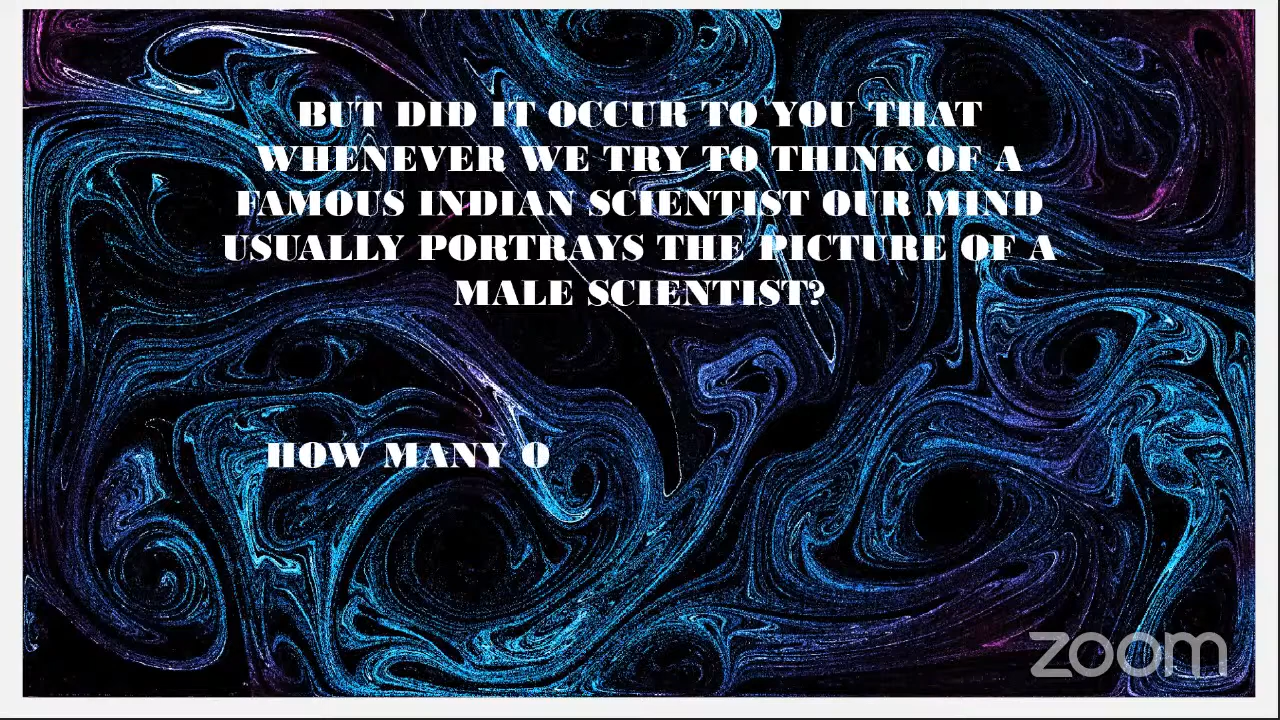 BUT DID IT OCCUR TO YOU THAT
WHENEVER WE TRY TO THINK OF A
FAMOUS INDIAN SCIENTIST OUR MIND
USUALLY PORTRAYS THE PICTURE OF A
MALE SCIENTIST?
HOW MANY O
zoom